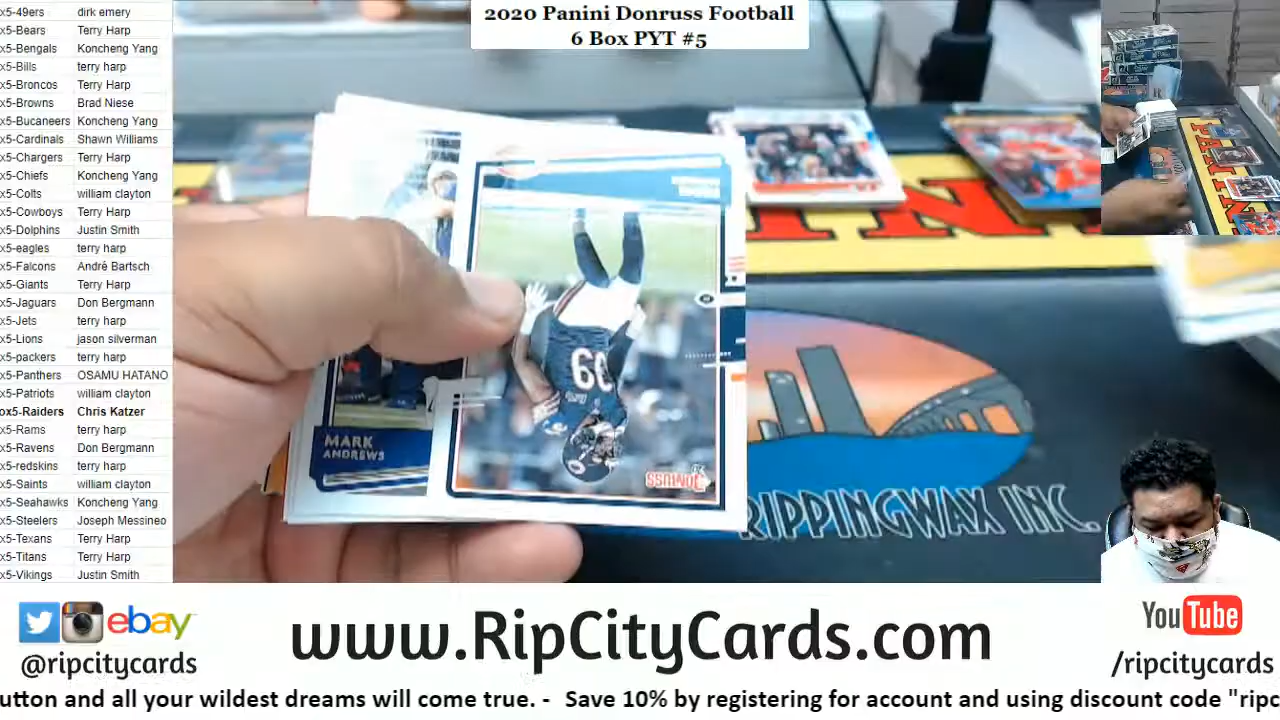 2020 Panini Donruss Football
6 Box PYT #5
x5-49ers dirk emery
x5-Bears Terry Harp
x5-Bengals Koncheng Yang
x5-Bills terry harp
x5-Broncos Terry Harp
x5-Browns Brad Niese
x5-Bucaneers Koncheng Yang
x5-Cardinals Shawn Williams
x5-Chargers Terry Harp
x5-Chiefs Koncheng Yang
x5-Colts william clayton
x5-Cowboys Terry Harp
x5-Dolphins Justin Smith
x5-eagles terry harp
x5-Falcons André Bartsch
x5-Giants Terry Harp
x5-Jaguars Don Bergmann
x5-Jets terry harp
x5-Lions jason silverman
x5-packers terry harp
x5-Panthers OSAMU HATANO
x5-Patriots william clayton
ox5-Raiders Chris Katzer
x5-Rams terry harp
x5-Ravens Don Bergmann
x5-redskins terry harp
x5-Saints william clayton
x5-Seahawks Koncheng Yang
x5-Steelers Joseph Messineo
x5-Texans Terry Harp
x5-Titans Terry Harp
x5-Vikings Justin Smith
MARK
ANDREWS
60
DONRUSS
RIPPINGWAX INC.
ebay
@ripcitycards
www.RipCityCards.com
YouTube
/ripcitycards
utton and all your wildest dreams will come true. - Save 10% by registering for account and using discount code "ripc